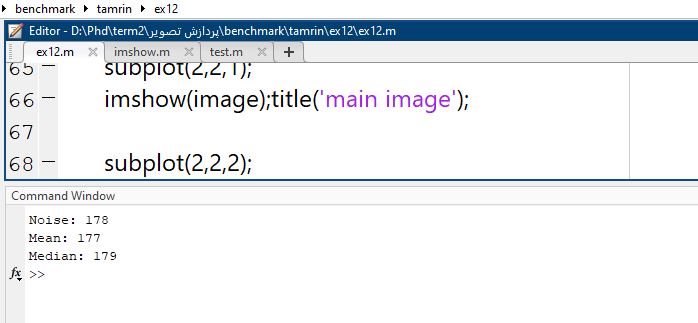 benchmark ▸ tamrin ▸ ex12
Editor - D:\Phd\term2\پردازش تصویر\benchmark\tamrin\ex12\ex12.m
ex12.m × imshow.m × test.m × +
65 — subplot(2,2,1);
66 — imshow(image);title('main image');
67
68 — subplot(2,2,2);
Command Window
Noise: 178
Mean: 177
Median: 179
fx >>